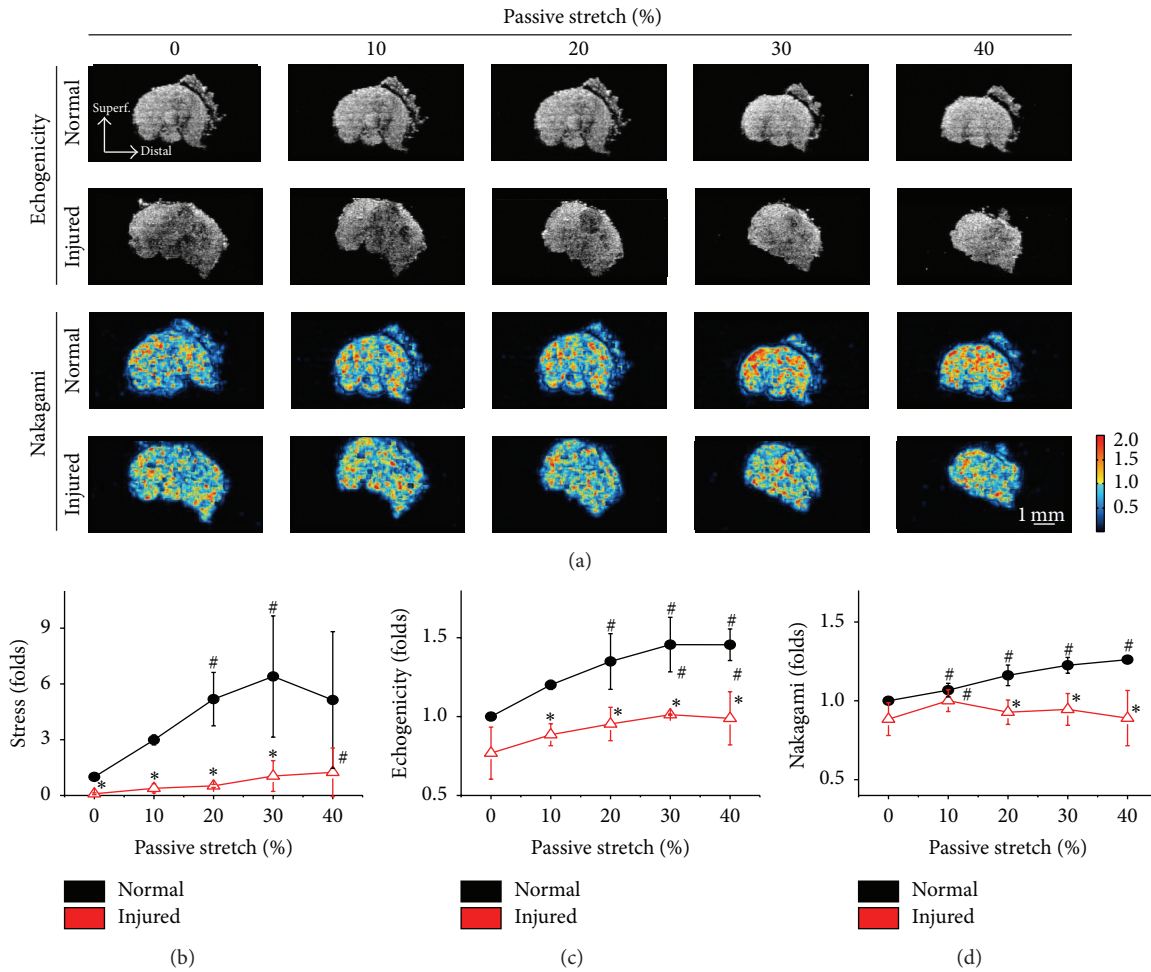 Passive stretch (%)
0 10 20 30 40
Echogenicity
Normal
Superf.
Distal
Injured
Nakagami
Normal
Injured
2.0
1.5
1.0
0.5
1 mm
(a)
Stress (folds)
9
6
3
0
# # #
* * * *
0 10 20 30 40
Passive stretch (%)
Normal
Injured
(b)
Echogenicity (folds)
1.5
1.0
0.5
# # #
# #
* * * *
0 10 20 30 40
Passive stretch (%)
Normal
Injured
(c)
Nakagami (folds)
1.5
1.0
0.5
# # # #
# * * *
0 10 20 30 40
Passive stretch (%)
Normal
Injured
(d)